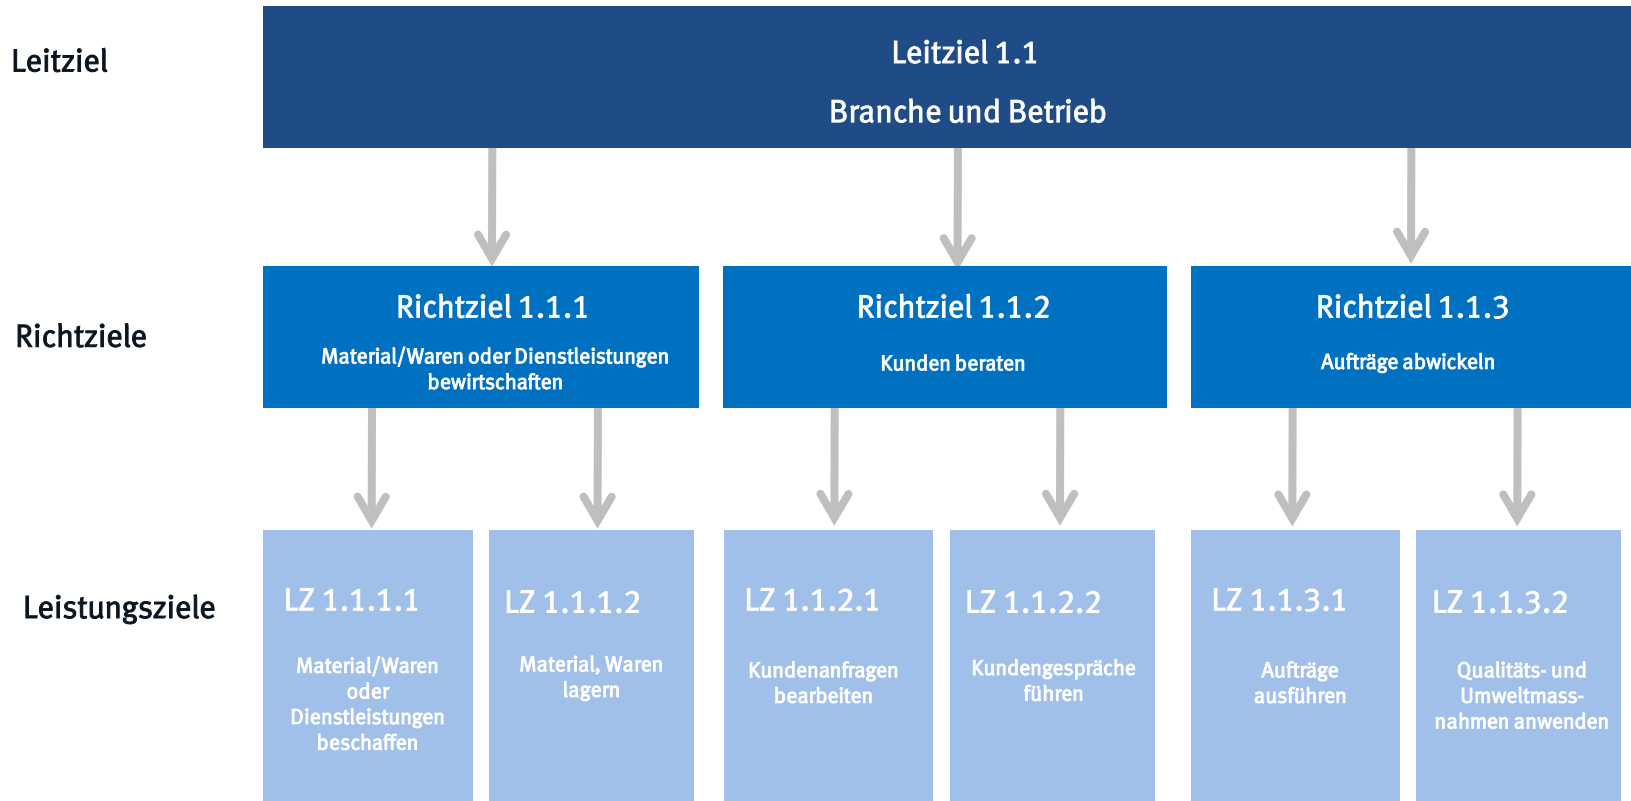 Leitziel
Leitziel 1.1
Branche und Betrieb
Richtziele
Richtziel 1.1.1
Material/Waren oder Dienstleistungen
bewirtschaften
Richtziel 1.1.2
Kunden beraten
Richtziel 1.1.3
Aufträge abwickeln
Leistungsziele
LZ 1.1.1.1
Material/Waren
oder
Dienstleistungen
beschaffen
LZ 1.1.1.2
Material, Waren
lagern
LZ 1.1.2.1
Kundenanfragen
bearbeiten
LZ 1.1.2.2
Kundengespräche
führen
LZ 1.1.3.1
Aufträge
ausführen
LZ 1.1.3.2
Qualitäts- und
Umweltmass-
nahmen anwenden